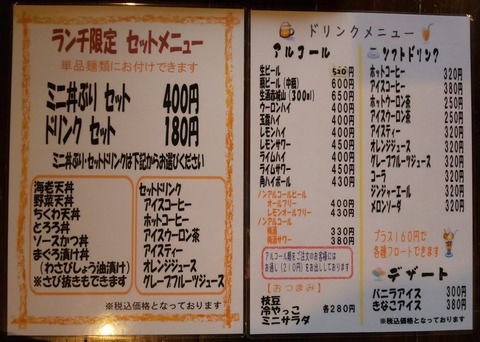 ランチ限定 セットメニュー
単品麺類にお付けできます
ミニ丼ぶり セット 400円
ドリンク セット 180円
ミニ丼ぶり・セットドリンクは下記からお選びください
海老天丼
野菜天丼
ちくわ天丼
とろろ丼
ソースかつ丼
まぐろ漬け丼
(わさびしょう油漬け)
※さび抜きもできます
セットドリンク
アイスコーヒー
ホットコーヒー
アイスウーロン茶
アイスティー
オレンジジュース
グレープフルーツジュース
※税込価格となっております
ドリンクメニュー
アルコール
生ビール 520円
瓶ビール(中瓶) 600円
生酒赤城山(300ml) 650円
ウーロンハイ 400円
玉露ハイ 400円
レモンハイ 400円
レモンサワー 450円
ライムハイ 400円
ライムサワー 450円
角ハイボール 430円
ノンアルコールビール
オールフリー 400円
レモンオールフリー 430円
ノンアルコール
梅酒 330円
梅酒サワー 380円
アルコール類をご注文のお客様には
お通し(210円)をお出ししております
【おつまみ】
枝豆
冷やっこ 各280円
ミニサラダ
ソフトドリンク
ホットコーヒー 320円
アイスコーヒー 380円
ホットウーロン茶 250円
アイスウーロン茶 250円
アイスティー 320円
オレンジジュース 320円
グレープフルーツジュース 320円
コーラ 320円
ジンジャーエール 320円
メロンソーダ 320円
プラス160円で
各種フロートできます
デザート
バニラアイス 300円
きなこアイス 380円
※税込価格となっております